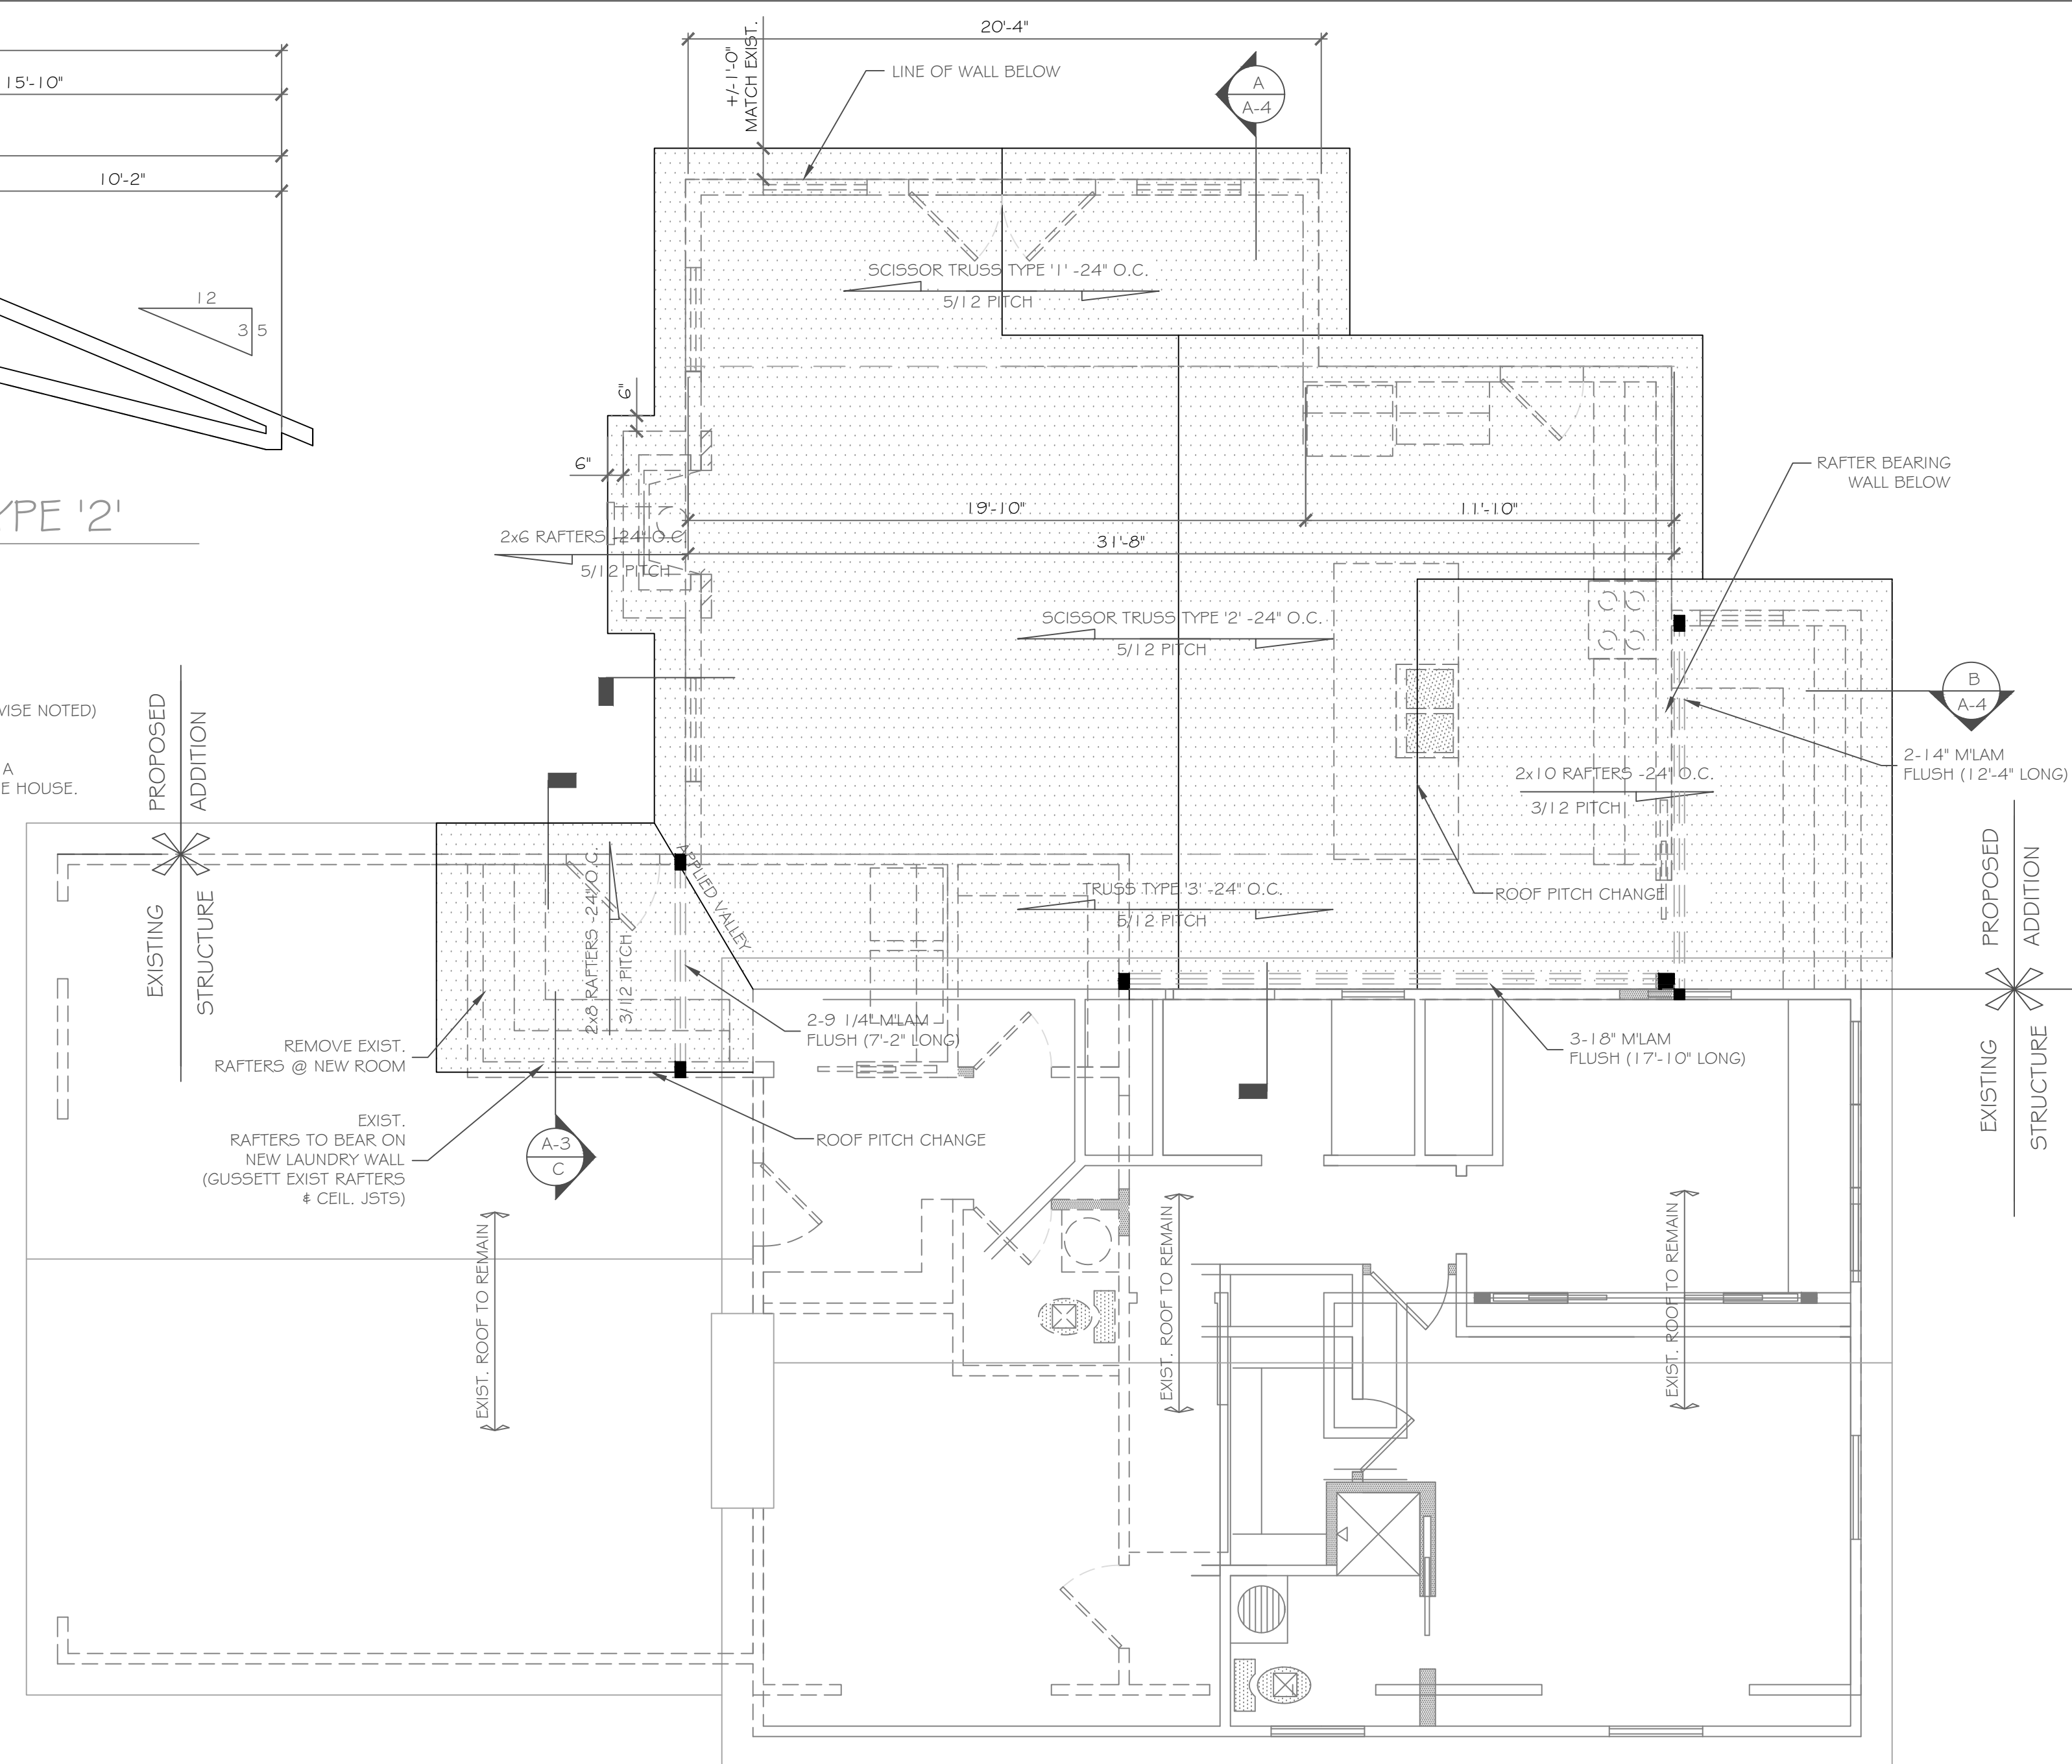 20'-4"
+/-1'-0"
MATCH EXIST.
LINE OF WALL BELOW
A
A-4
15'-10"
10'-2"
12
3 5
YPE '2'
SCISSOR TRUSS TYPE '1' -24" O.C.
5/12 PITCH
6"
6"
RAFTER BEARING
WALL BELOW
19'-10"
11'-10"
31'-8"
2x6 RAFTERS -24" O.C.
5/12 PITCH
SCISSOR TRUSS TYPE '2' -24" O.C.
5/12 PITCH
B
A-4
WISE NOTED)
A
E HOUSE.
PROPOSED
ADDITION
EXISTING
STRUCTURE
2-14" M'LAM
FLUSH (12'-4" LONG)
2x10 RAFTERS -24" O.C.
3/12 PITCH
ROOF PITCH CHANGE
TRUSS TYPE '3' -24" O.C.
5/12 PITCH
APPLIED VALLEY
2x8 RAFTERS -24" O.C.
3/12 PITCH
PROPOSED
ADDITION
EXISTING
STRUCTURE
2-9 1/4" M'LAM
FLUSH (7'-2" LONG)
3-18" M'LAM
FLUSH (17'-10" LONG)
REMOVE EXIST.
RAFTERS @ NEW ROOM
EXIST.
RAFTERS TO BEAR ON
NEW LAUNDRY WALL
(GUSSETT EXIST RAFTERS
& CEIL. JSTS)
A-3
C
ROOF PITCH CHANGE
EXIST. ROOF TO REMAIN
EXIST. ROOF TO REMAIN
EXIST. ROOF TO REMAIN